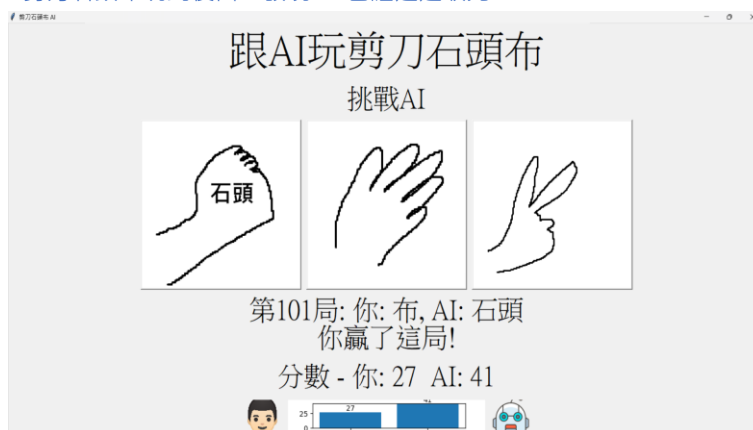 剪刀石頭布 AI
跟AI玩剪刀石頭布
挑戰AI
石頭
第101局: 你: 布, AI: 石頭
你贏了這局!
分數 - 你: 27 AI: 41
27
25
0